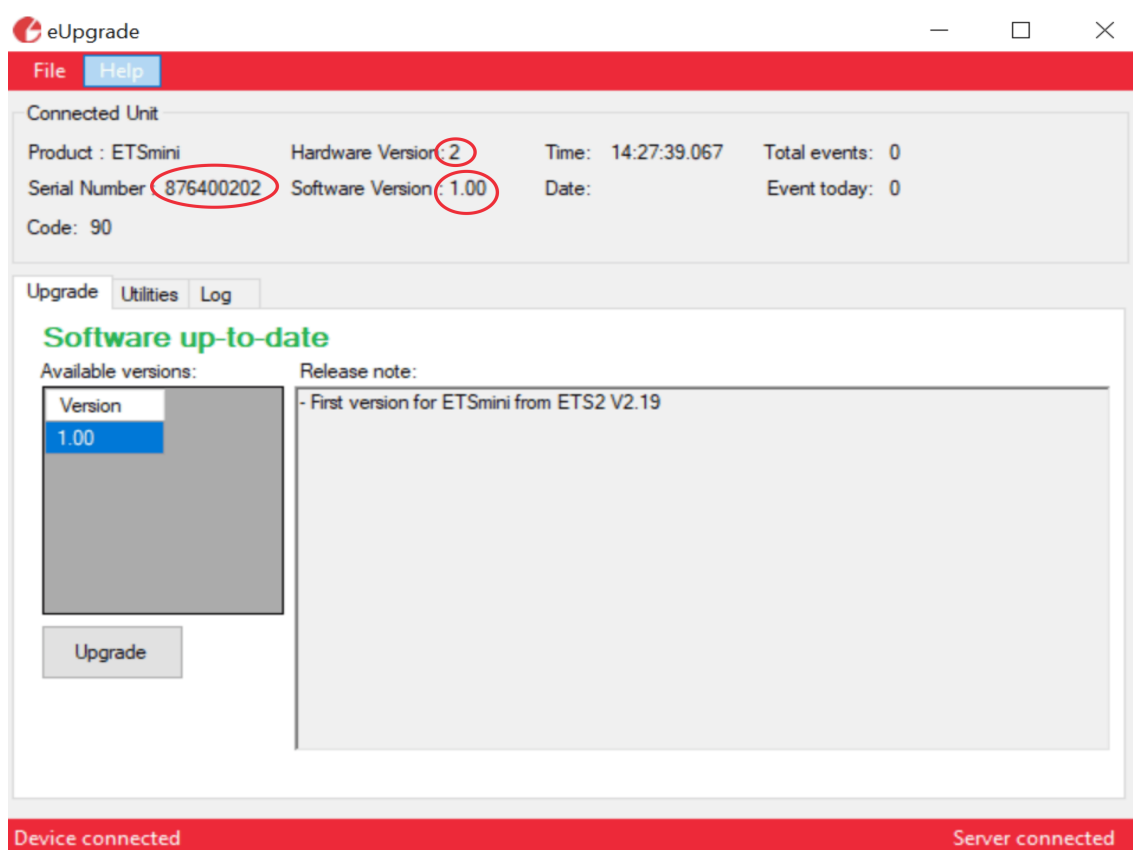 eUpgrade
File Help
Connected Unit
Product : ETSmini Hardware Version : 2 Time: 14:27:39.067 Total events: 0
Serial Number : 876400202 Software Version : 1.00 Date: Event today: 0
Code: 90
Upgrade Utilities Log
Software up-to-date
Available versions: Release note:
Version - First version for ETSmini from ETS2 V2.19
1.00
Upgrade
Device connected Server connected